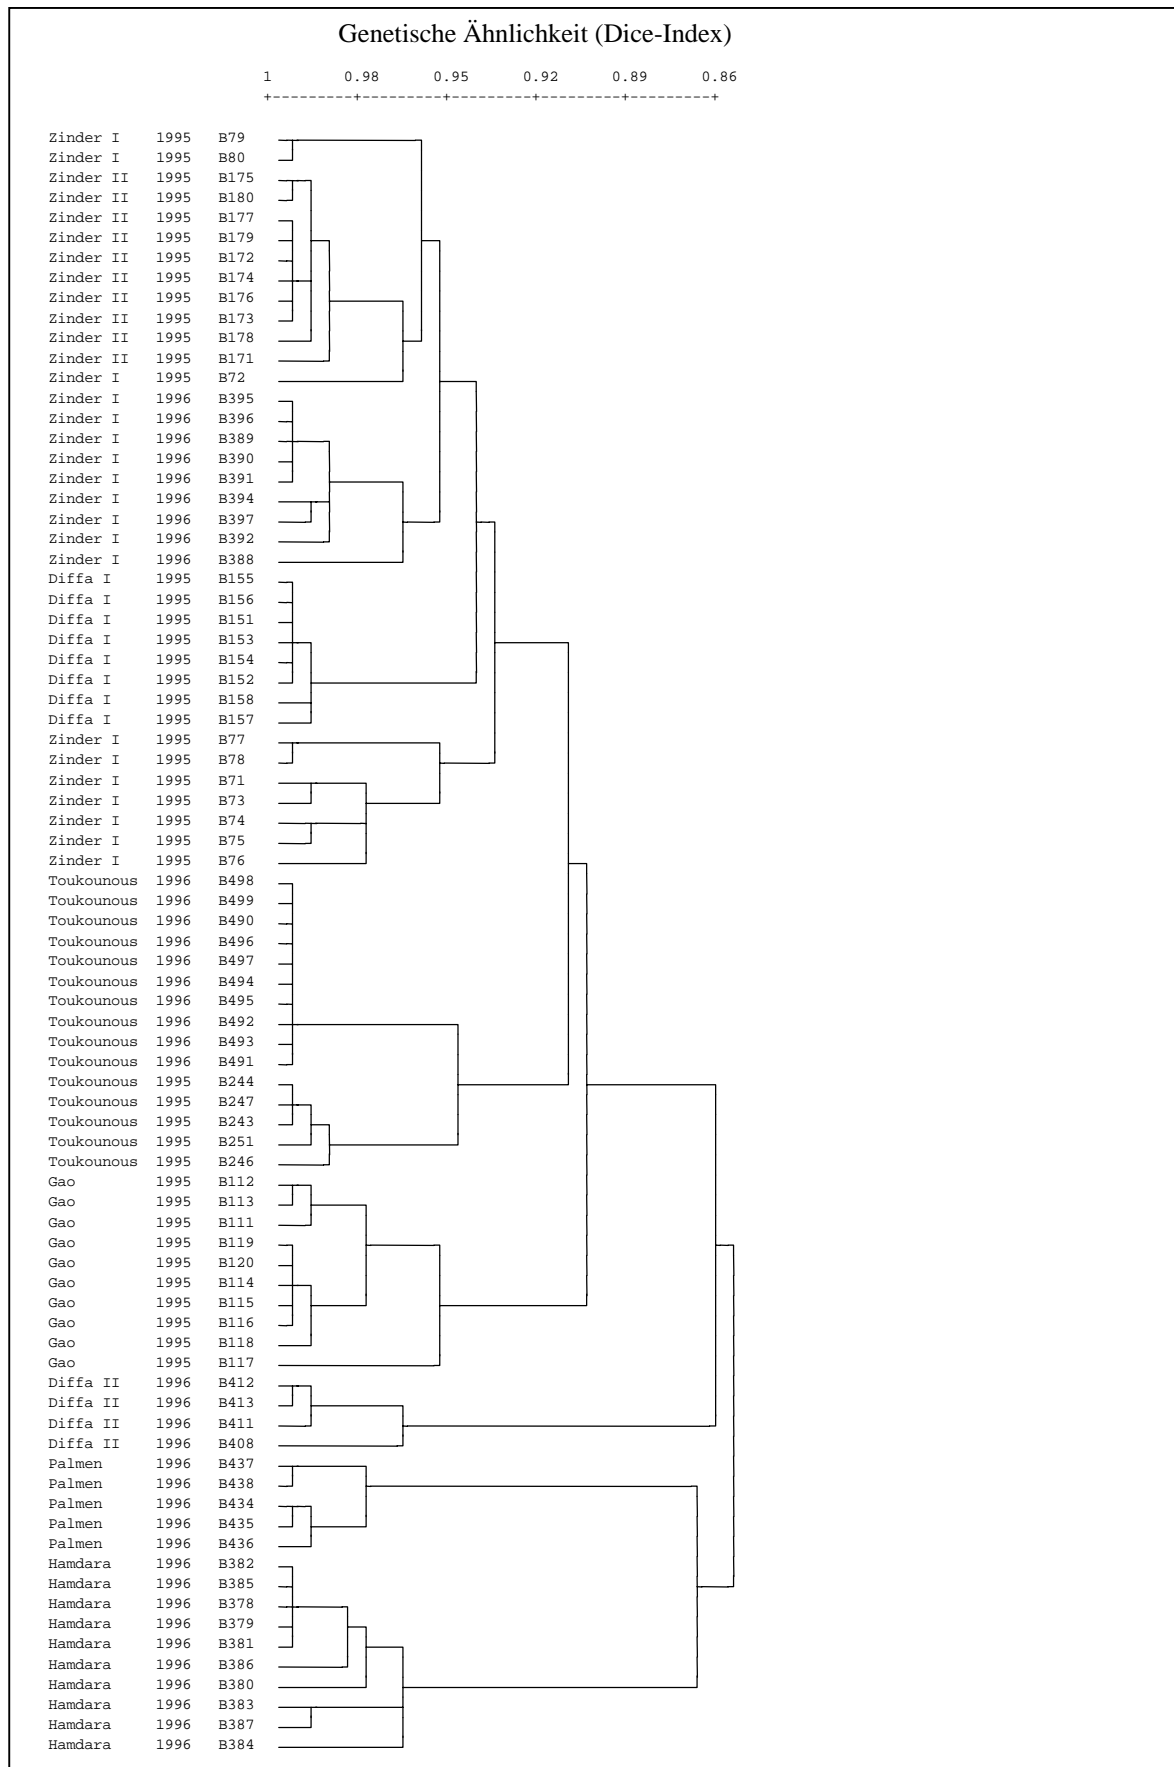 Genetische Ähnlichkeit (Dice-Index)
1 0.98 0.95 0.92 0.89 0.86
+---------+---------+---------+---------+---------+
Zinder I 1995 B79
Zinder I 1995 B80
Zinder II 1995 B175
Zinder II 1995 B180
Zinder II 1995 B177
Zinder II 1995 B179
Zinder II 1995 B172
Zinder II 1995 B174
Zinder II 1995 B176
Zinder II 1995 B173
Zinder II 1995 B178
Zinder II 1995 B171
Zinder I 1995 B72
Zinder I 1996 B395
Zinder I 1996 B396
Zinder I 1996 B389
Zinder I 1996 B390
Zinder I 1996 B391
Zinder I 1996 B394
Zinder I 1996 B397
Zinder I 1996 B392
Zinder I 1996 B388
Diffa I 1995 B155
Diffa I 1995 B156
Diffa I 1995 B151
Diffa I 1995 B153
Diffa I 1995 B154
Diffa I 1995 B152
Diffa I 1995 B158
Diffa I 1995 B157
Zinder I 1995 B77
Zinder I 1995 B78
Zinder I 1995 B71
Zinder I 1995 B73
Zinder I 1995 B74
Zinder I 1995 B75
Zinder I 1995 B76
Toukounous 1996 B498
Toukounous 1996 B499
Toukounous 1996 B490
Toukounous 1996 B496
Toukounous 1996 B497
Toukounous 1996 B494
Toukounous 1996 B495
Toukounous 1996 B492
Toukounous 1996 B493
Toukounous 1996 B491
Toukounous 1995 B244
Toukounous 1995 B247
Toukounous 1995 B243
Toukounous 1995 B251
Toukounous 1995 B246
Gao 1995 B112
Gao 1995 B113
Gao 1995 B111
Gao 1995 B119
Gao 1995 B120
Gao 1995 B114
Gao 1995 B115
Gao 1995 B116
Gao 1995 B118
Gao 1995 B117
Diffa II 1996 B412
Diffa II 1996 B413
Diffa II 1996 B411
Diffa II 1996 B408
Palmen 1996 B437
Palmen 1996 B438
Palmen 1996 B434
Palmen 1996 B435
Palmen 1996 B436
Hamdara 1996 B382
Hamdara 1996 B385
Hamdara 1996 B378
Hamdara 1996 B379
Hamdara 1996 B381
Hamdara 1996 B386
Hamdara 1996 B380
Hamdara 1996 B383
Hamdara 1996 B387
Hamdara 1996 B384